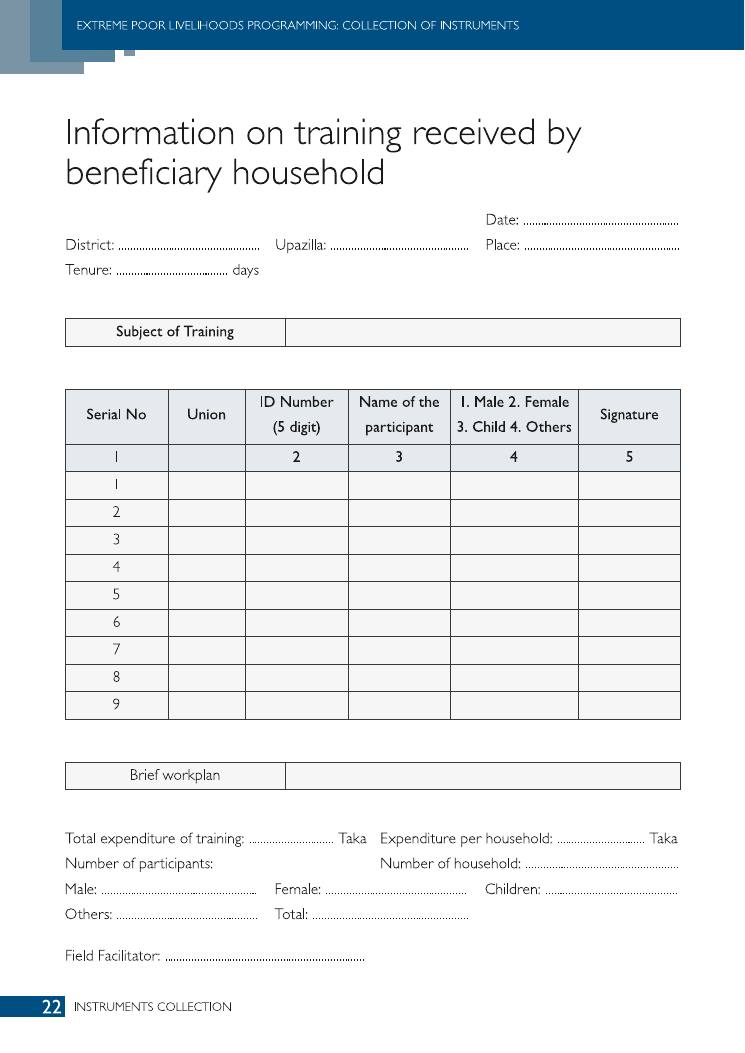 EXTREME POOR LIVELIHOODS PROGRAMMING: COLLECTION OF INSTRUMENTS
Information on training received by
beneficiary household
Date: ......................................................
District: ................................................ Upazilla: ............................................... Place: .....................................................
Tenure: ...................................... days
Subject of Training
Serial No Union ID Number (5 digit) Name of the participant 1. Male 2. Female 3. Child 4. Others Signature
1 2 3 4 5
1
2
3
4
5
6
7
8
9
Brief workplan
Total expenditure of training: ............................. Taka Expenditure per household: .............................. Taka
Number of participants: Number of household: .....................................................
Male: ..................................................... Female: ................................................ Children: .............................................
Others: ................................................ Total: .....................................................
Field Facilitator: ....................................................................
22 INSTRUMENTS COLLECTION